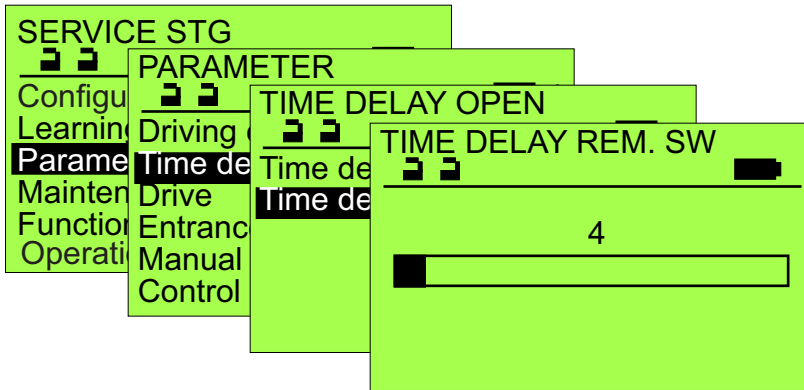 SERVICE STG
Configu
Learnin
Parame
Mainten
Function
Operati
PARAMETER
Driving
Time de
Drive
Entranc
Manual
Control
TIME DELAY OPEN
Time de
Time de
TIME DELAY REM. SW
4